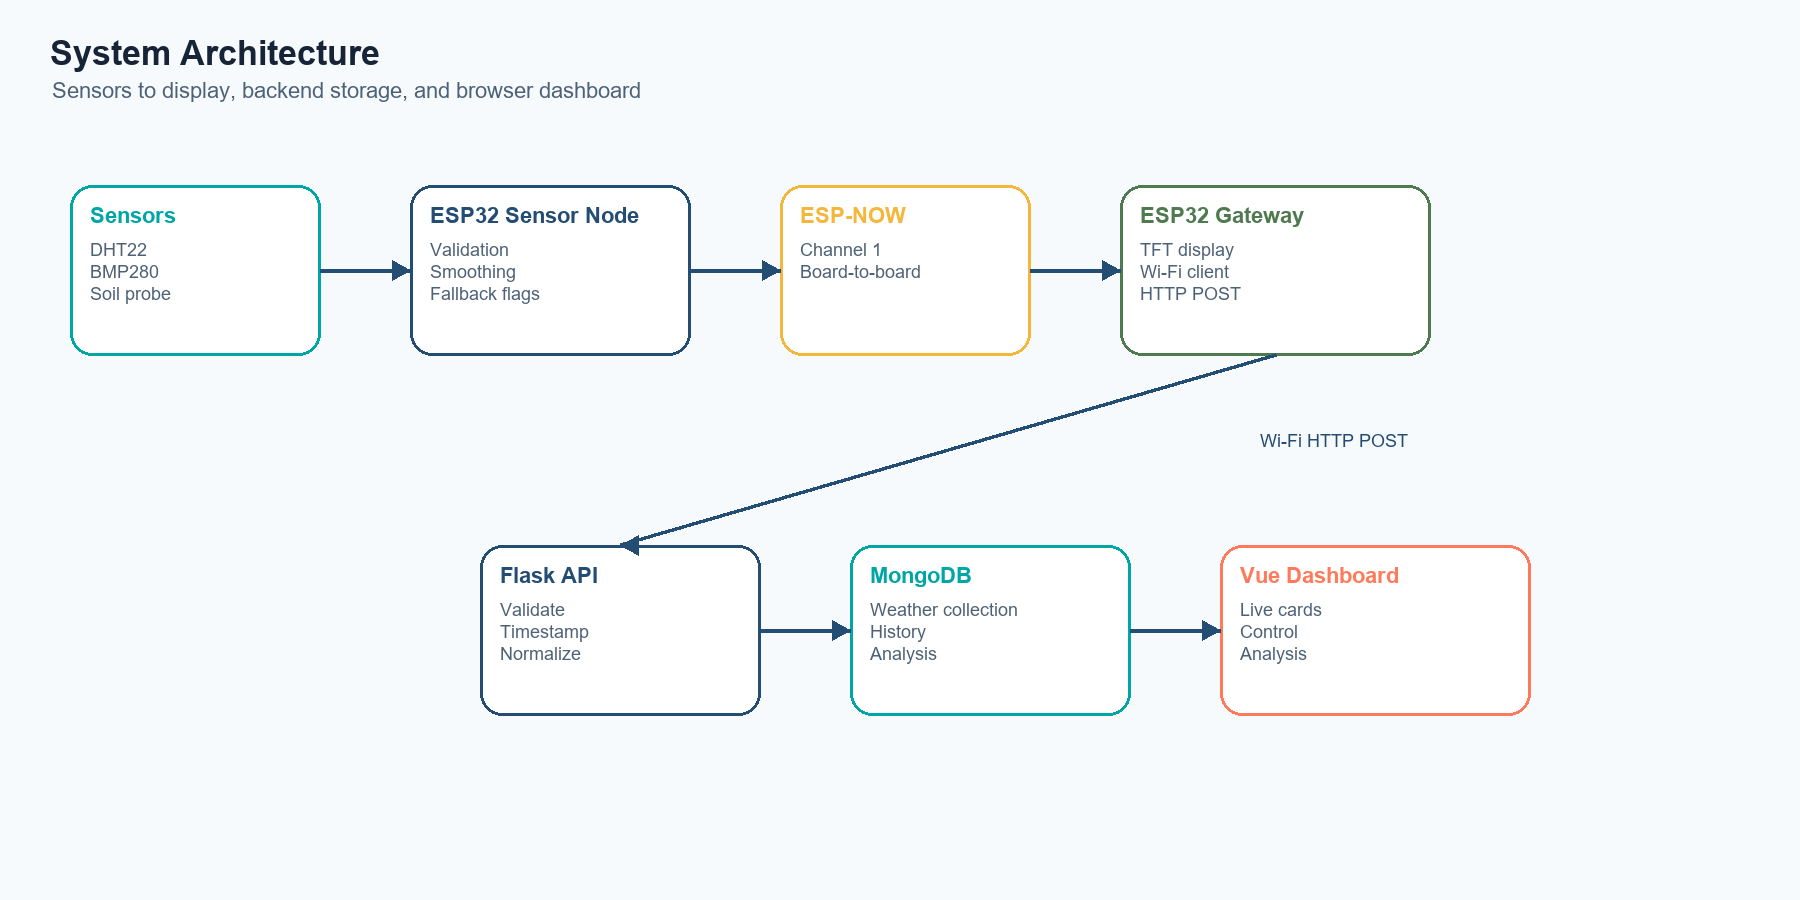 System Architecture
Sensors to display, backend storage, and browser dashboard
Sensors
DHT22
BMP280
Soil probe
ESP32 Sensor Node
Validation
Smoothing
Fallback flags
ESP-NOW
Channel 1
Board-to-board
ESP32 Gateway
TFT display
Wi-Fi client
HTTP POST
Wi-Fi HTTP POST
Flask API
Validate
Timestamp
Normalize
MongoDB
Weather collection
History
Analysis
Vue Dashboard
Live cards
Control
Analysis